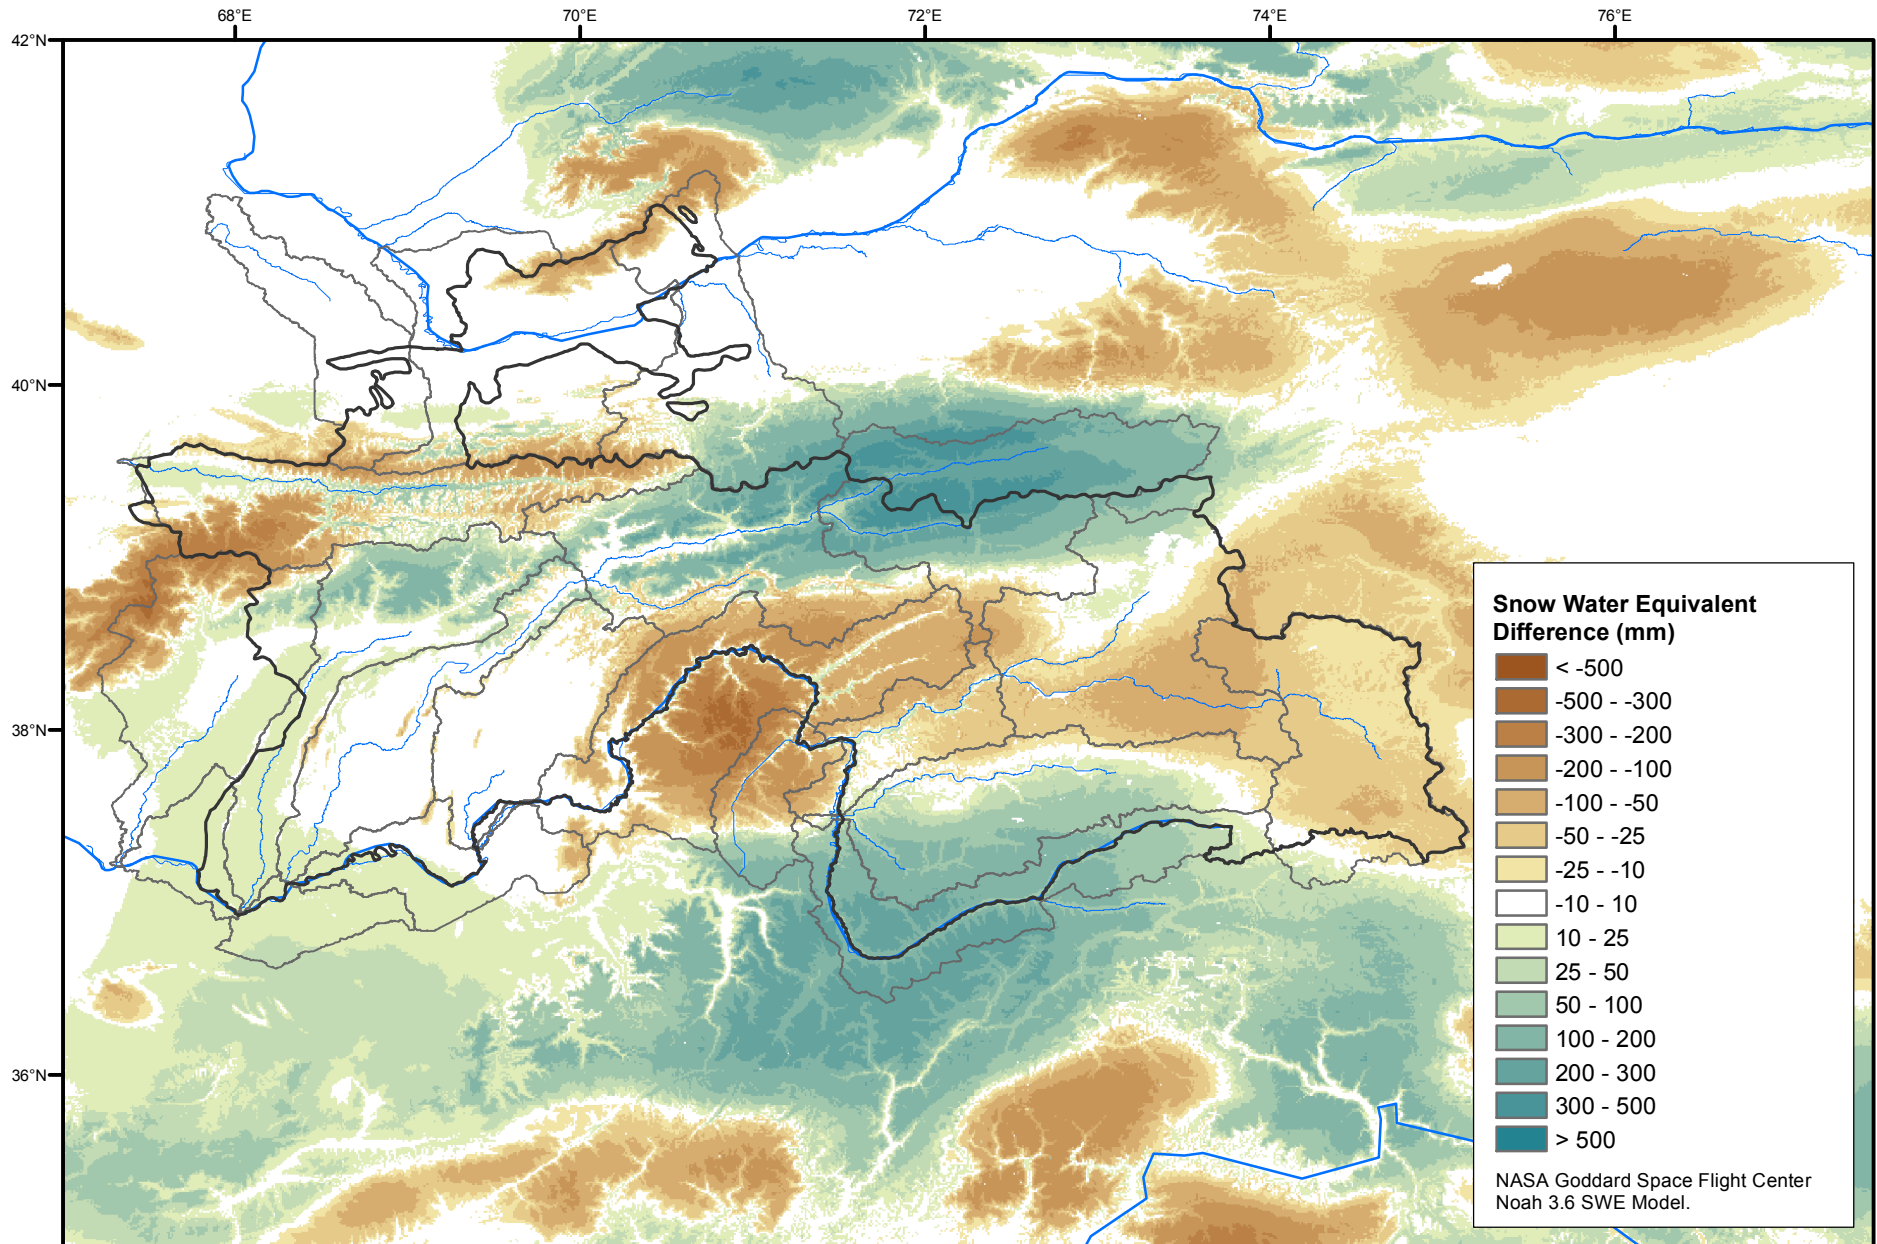 68°E
70°E
72°E
74°E
76°E
42°N
40°N
38°N
36°N
Snow Water Equivalent
Difference (mm)
< -500
-500 - -300
-300 - -200
-200 - -100
-100 - -50
-50 - -25
-25 - -10
-10 - 10
10 - 25
25 - 50
50 - 100
100 - 200
200 - 300
300 - 500
> 500
NASA Goddard Space Flight Center
Noah 3.6 SWE Model.